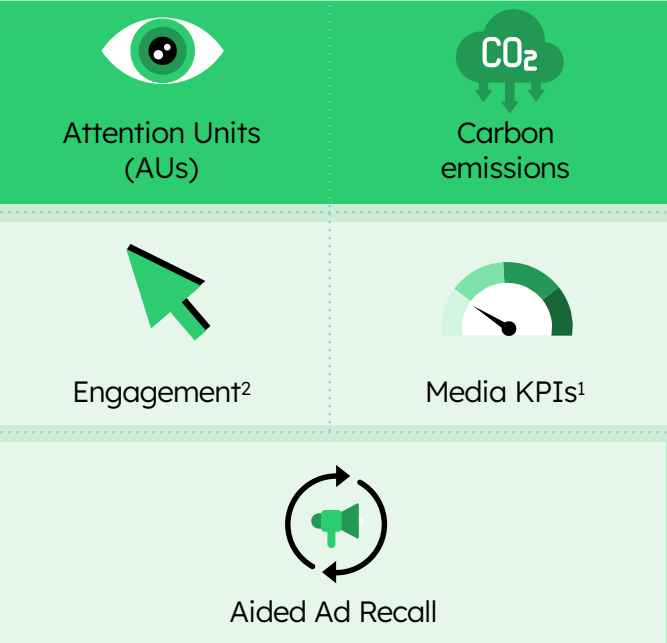 CO₂
Attention Units
(AUs)
Carbon
emissions
Engagement²
Media KPIs¹
Aided Ad Recall